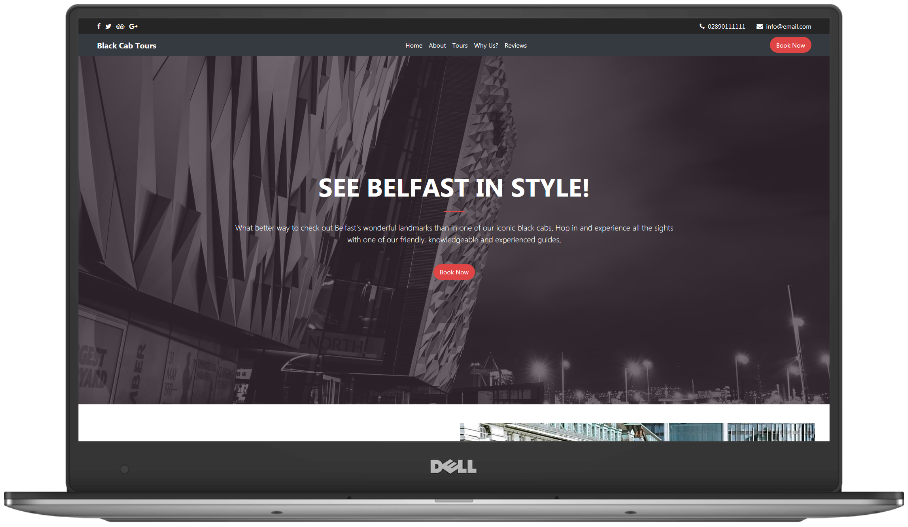 02890111111 info@email.com
Black Cab Tours Home About Tours Why Us? Reviews Book Now
SEE BELFAST IN STYLE!
What better way to check out Belfast's wonderful landmarks than in one of our iconic black cabs. Hop in and experience all the sights
with one of our friendly, knowledgeable and experienced guides.
Book Now
NORTH
DELL